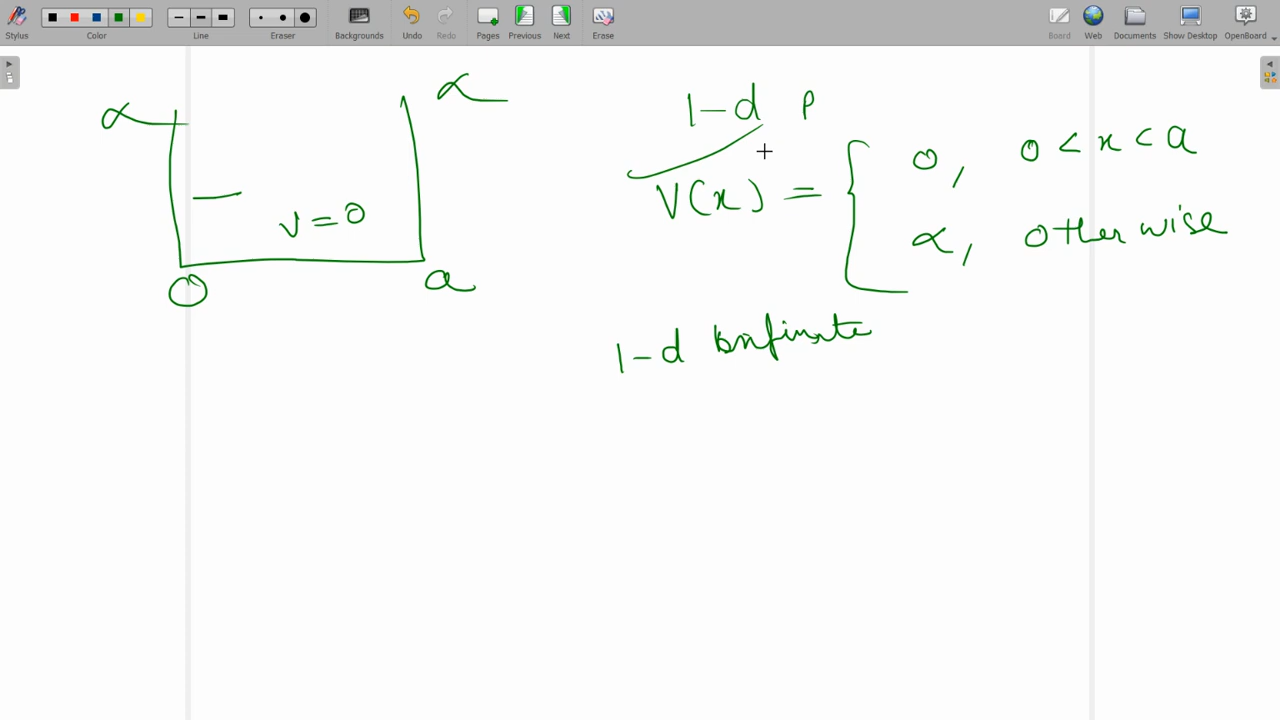 Stylus
Color
Line
Eraser
Backgrounds
Undo
Redo
Pages
Previous
Next
Erase
Board
Web
Documents
Show Desktop
OpenBoard
α
α
V = 0
0
a
1-d P
V(x) = { 0, 0 < x < a
α, otherwise
1-d